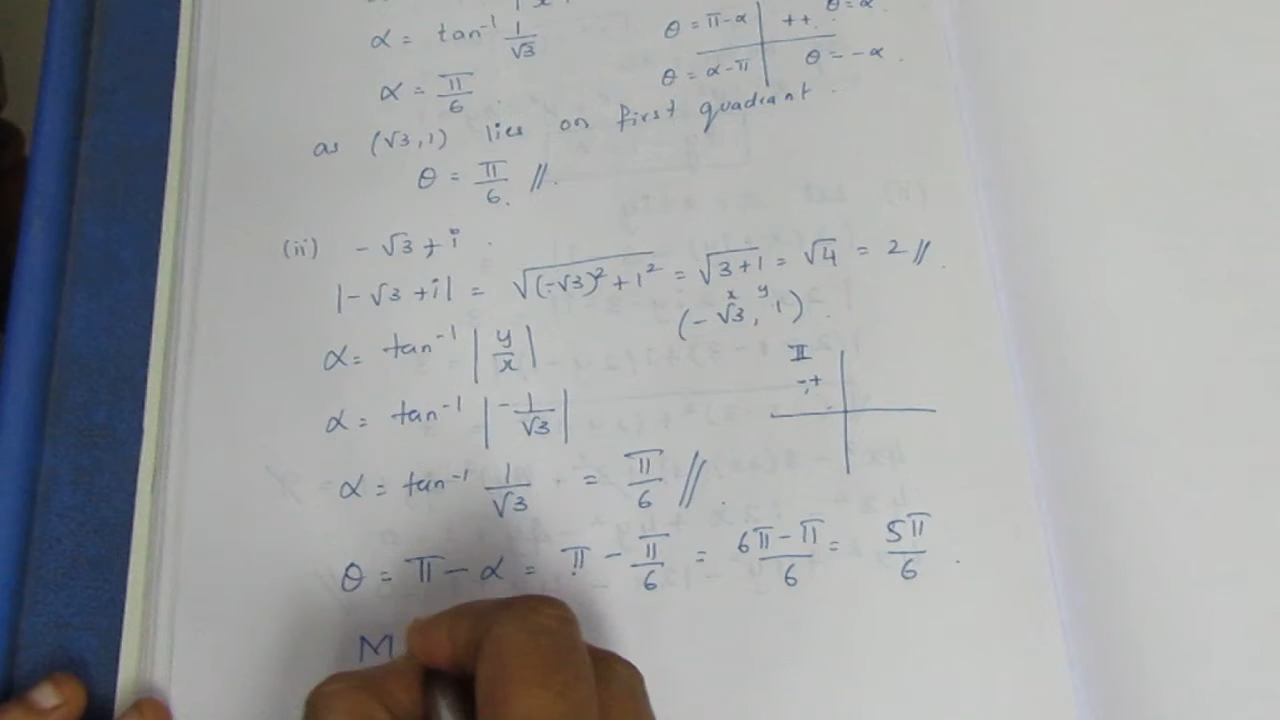 α = tan⁻¹ 1/√3
θ = π-α | ++ θ = α
α = π/6
θ = α-π | θ = -α.
as (√3,1) lies on first quadrant.
θ = π/6 //.
(ii) -√3+i.
|-√3+i| = √((-√3)²+1²) = √(3+1) = √4 = 2 //.
(-√3, 1).
x y
α = tan⁻¹ |y/x|
II
-,+
α = tan⁻¹ |-1/√3|
α = tan⁻¹ 1/√3 = π/6 //.
θ = π-α = π - π/6 = 6π-π/6 = 5π/6.
M